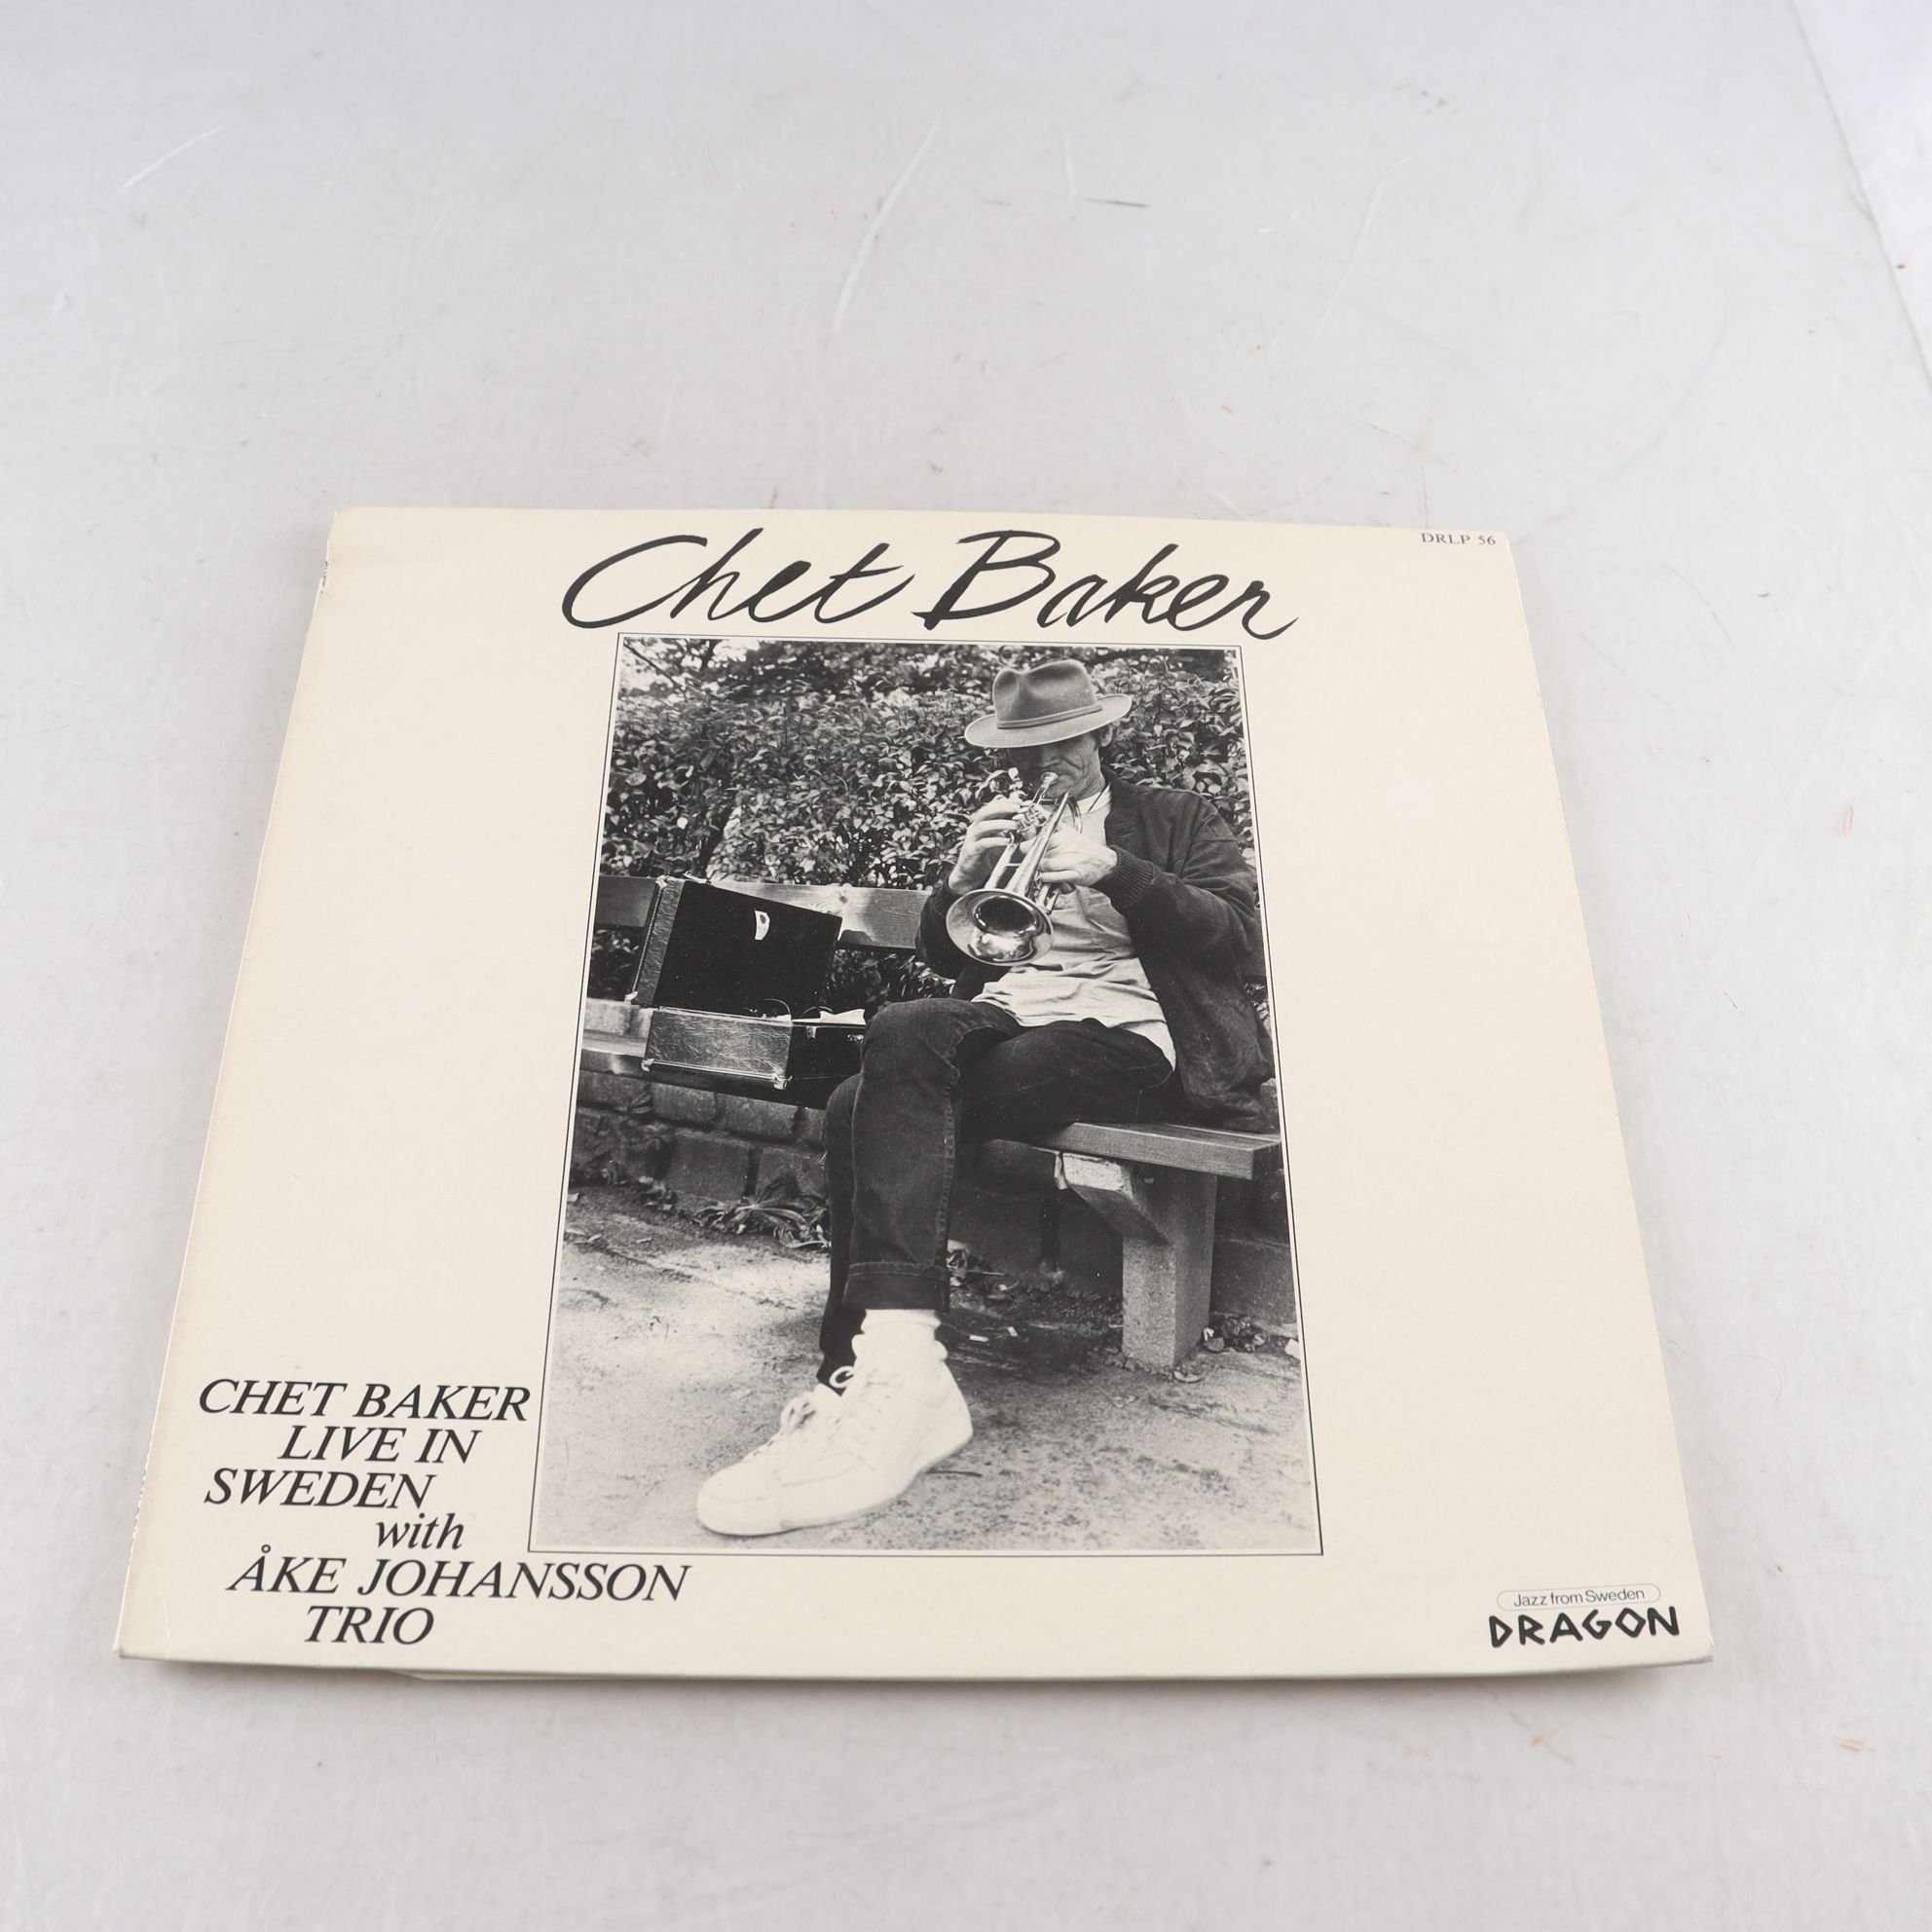 DRLP 56
Chet Baker
CHET BAKER
LIVE IN
SWEDEN
with
ÅKE JOHANSSON
TRIO
Jazz from Sweden
DRAGON